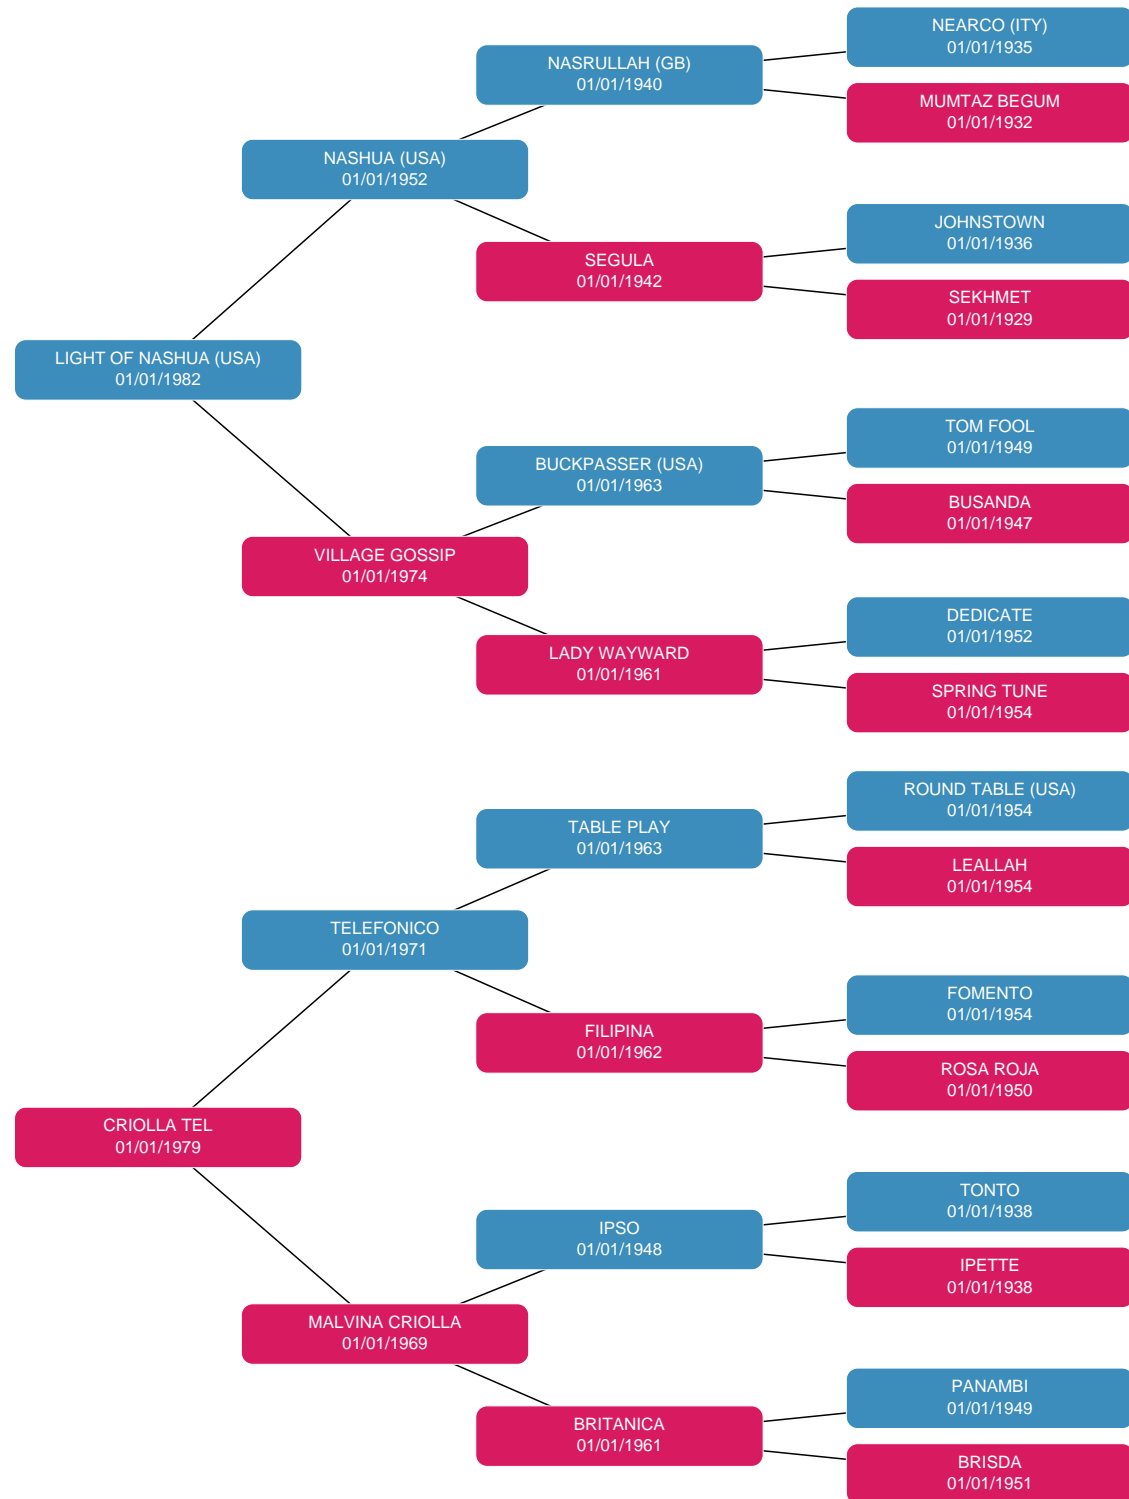 NEARCO (ITY)
01/01/1935
NASRULLAH (GB)
01/01/1940
MUMTAZ BEGUM
01/01/1932
NASHUA (USA)
01/01/1952
JOHNSTOWN
01/01/1936
SEGULA
01/01/1942
SEKHMET
01/01/1929
LIGHT OF NASHUA (USA)
01/01/1982
TOM FOOL
01/01/1949
BUCKPASSER (USA)
01/01/1963
BUSANDA
01/01/1947
VILLAGE GOSSIP
01/01/1974
DEDICATE
01/01/1952
LADY WAYWARD
01/01/1961
SPRING TUNE
01/01/1954
ROUND TABLE (USA)
01/01/1954
TABLE PLAY
01/01/1963
LEALLAH
01/01/1954
TELEFONICO
01/01/1971
FOMENTO
01/01/1954
FILIPINA
01/01/1962
ROSA ROJA
01/01/1950
CRIOLLA TEL
01/01/1979
TONTO
01/01/1938
IPSO
01/01/1948
IPETTE
01/01/1938
MALVINA CRIOLLA
01/01/1969
PANAMBI
01/01/1949
BRITANICA
01/01/1961
BRISDA
01/01/1951